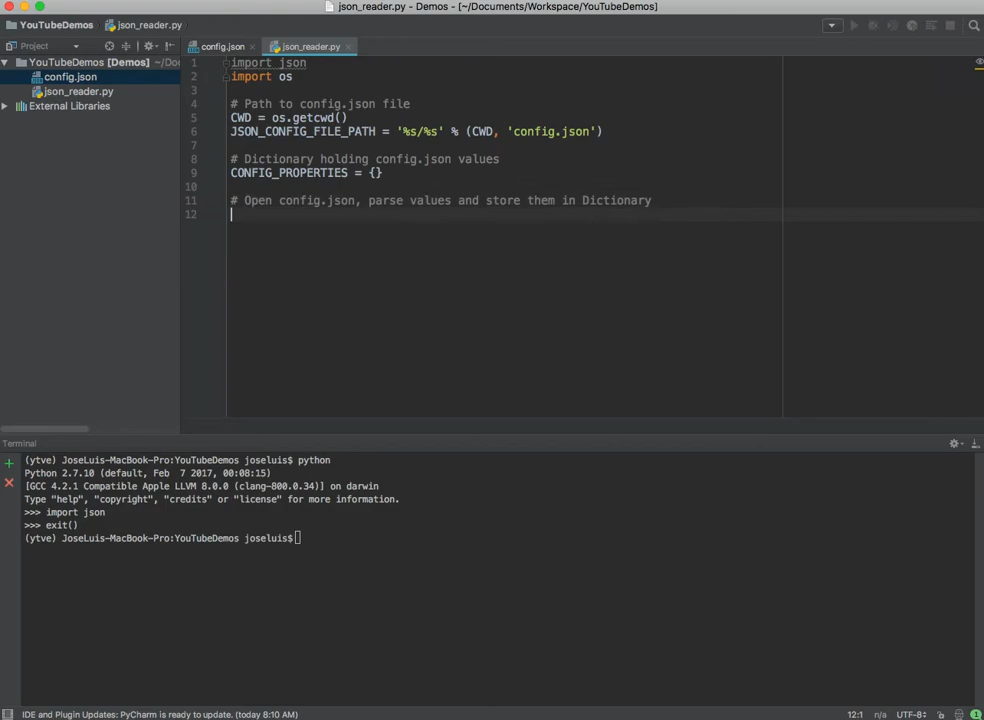 json_reader.py - Demos - [~/Documents/Workspace/YouTubeDemos]
YouTubeDemos json_reader.py
Project
config.json json_reader.py
YouTubeDemos [Demos] ~/Doc
config.json
json_reader.py
External Libraries
1 import json
2 import os
3
4 # Path to config.json file
5 CWD = os.getcwd()
6 JSON_CONFIG_FILE_PATH = '%s/%s' % (CWD, 'config.json')
7
8 # Dictionary holding config.json values
9 CONFIG_PROPERTIES = {}
10
11 # Open config.json, parse values and store them in Dictionary
12
Terminal
(ytve) JoseLuis-MacBook-Pro:YouTubeDemos joseluis$ python
Python 2.7.10 (default, Feb  7 2017, 00:08:15)
[GCC 4.2.1 Compatible Apple LLVM 8.0.0 (clang-800.0.34)] on darwin
Type "help", "copyright", "credits" or "license" for more information.
>>> import json
>>> exit()
(ytve) JoseLuis-MacBook-Pro:YouTubeDemos joseluis$
IDE and Plugin Updates: PyCharm is ready to update. (today 8:10 AM) 12:1 n/a UTF-8 1